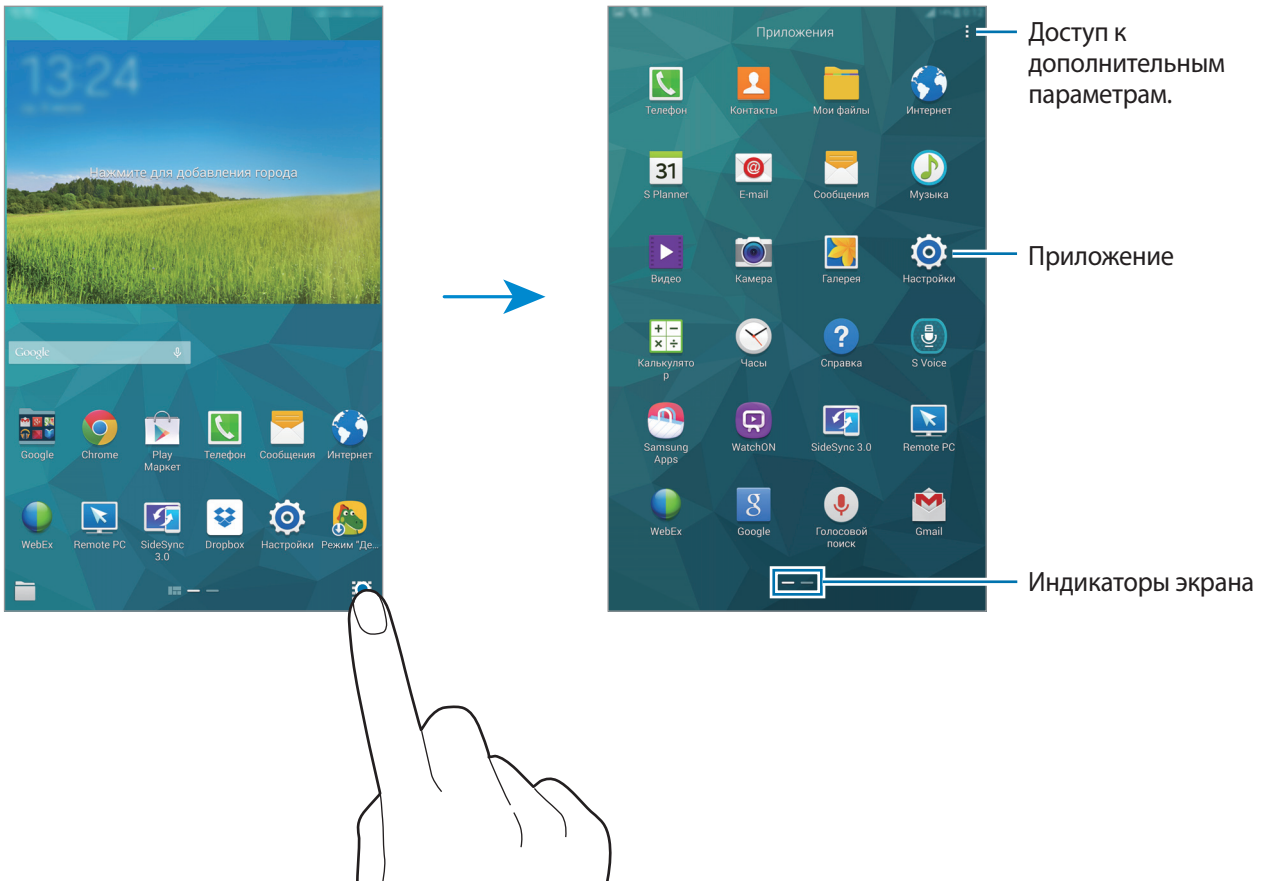 13:24
Нажмите для добавления города
Google
Google
Chrome
Play
Маркет
Телефон
Сообщения
Интернет
WebEx
Remote PC
SideSync
3.0
Dropbox
Настройки
Режим "Де...
Приложения
Телефон
Контакты
Мои файлы
Интернет
31
S Planner
E-mail
Сообщения
Музыка
Видео
Камера
Галерея
Настройки
Калькулято
р
Часы
Справка
S Voice
Samsung
Apps
WatchON
SideSync 3.0
Remote PC
WebEx
Google
Голосовой
поиск
Gmail
Доступ к
дополнительным
параметрам.
Приложение
Индикаторы экрана